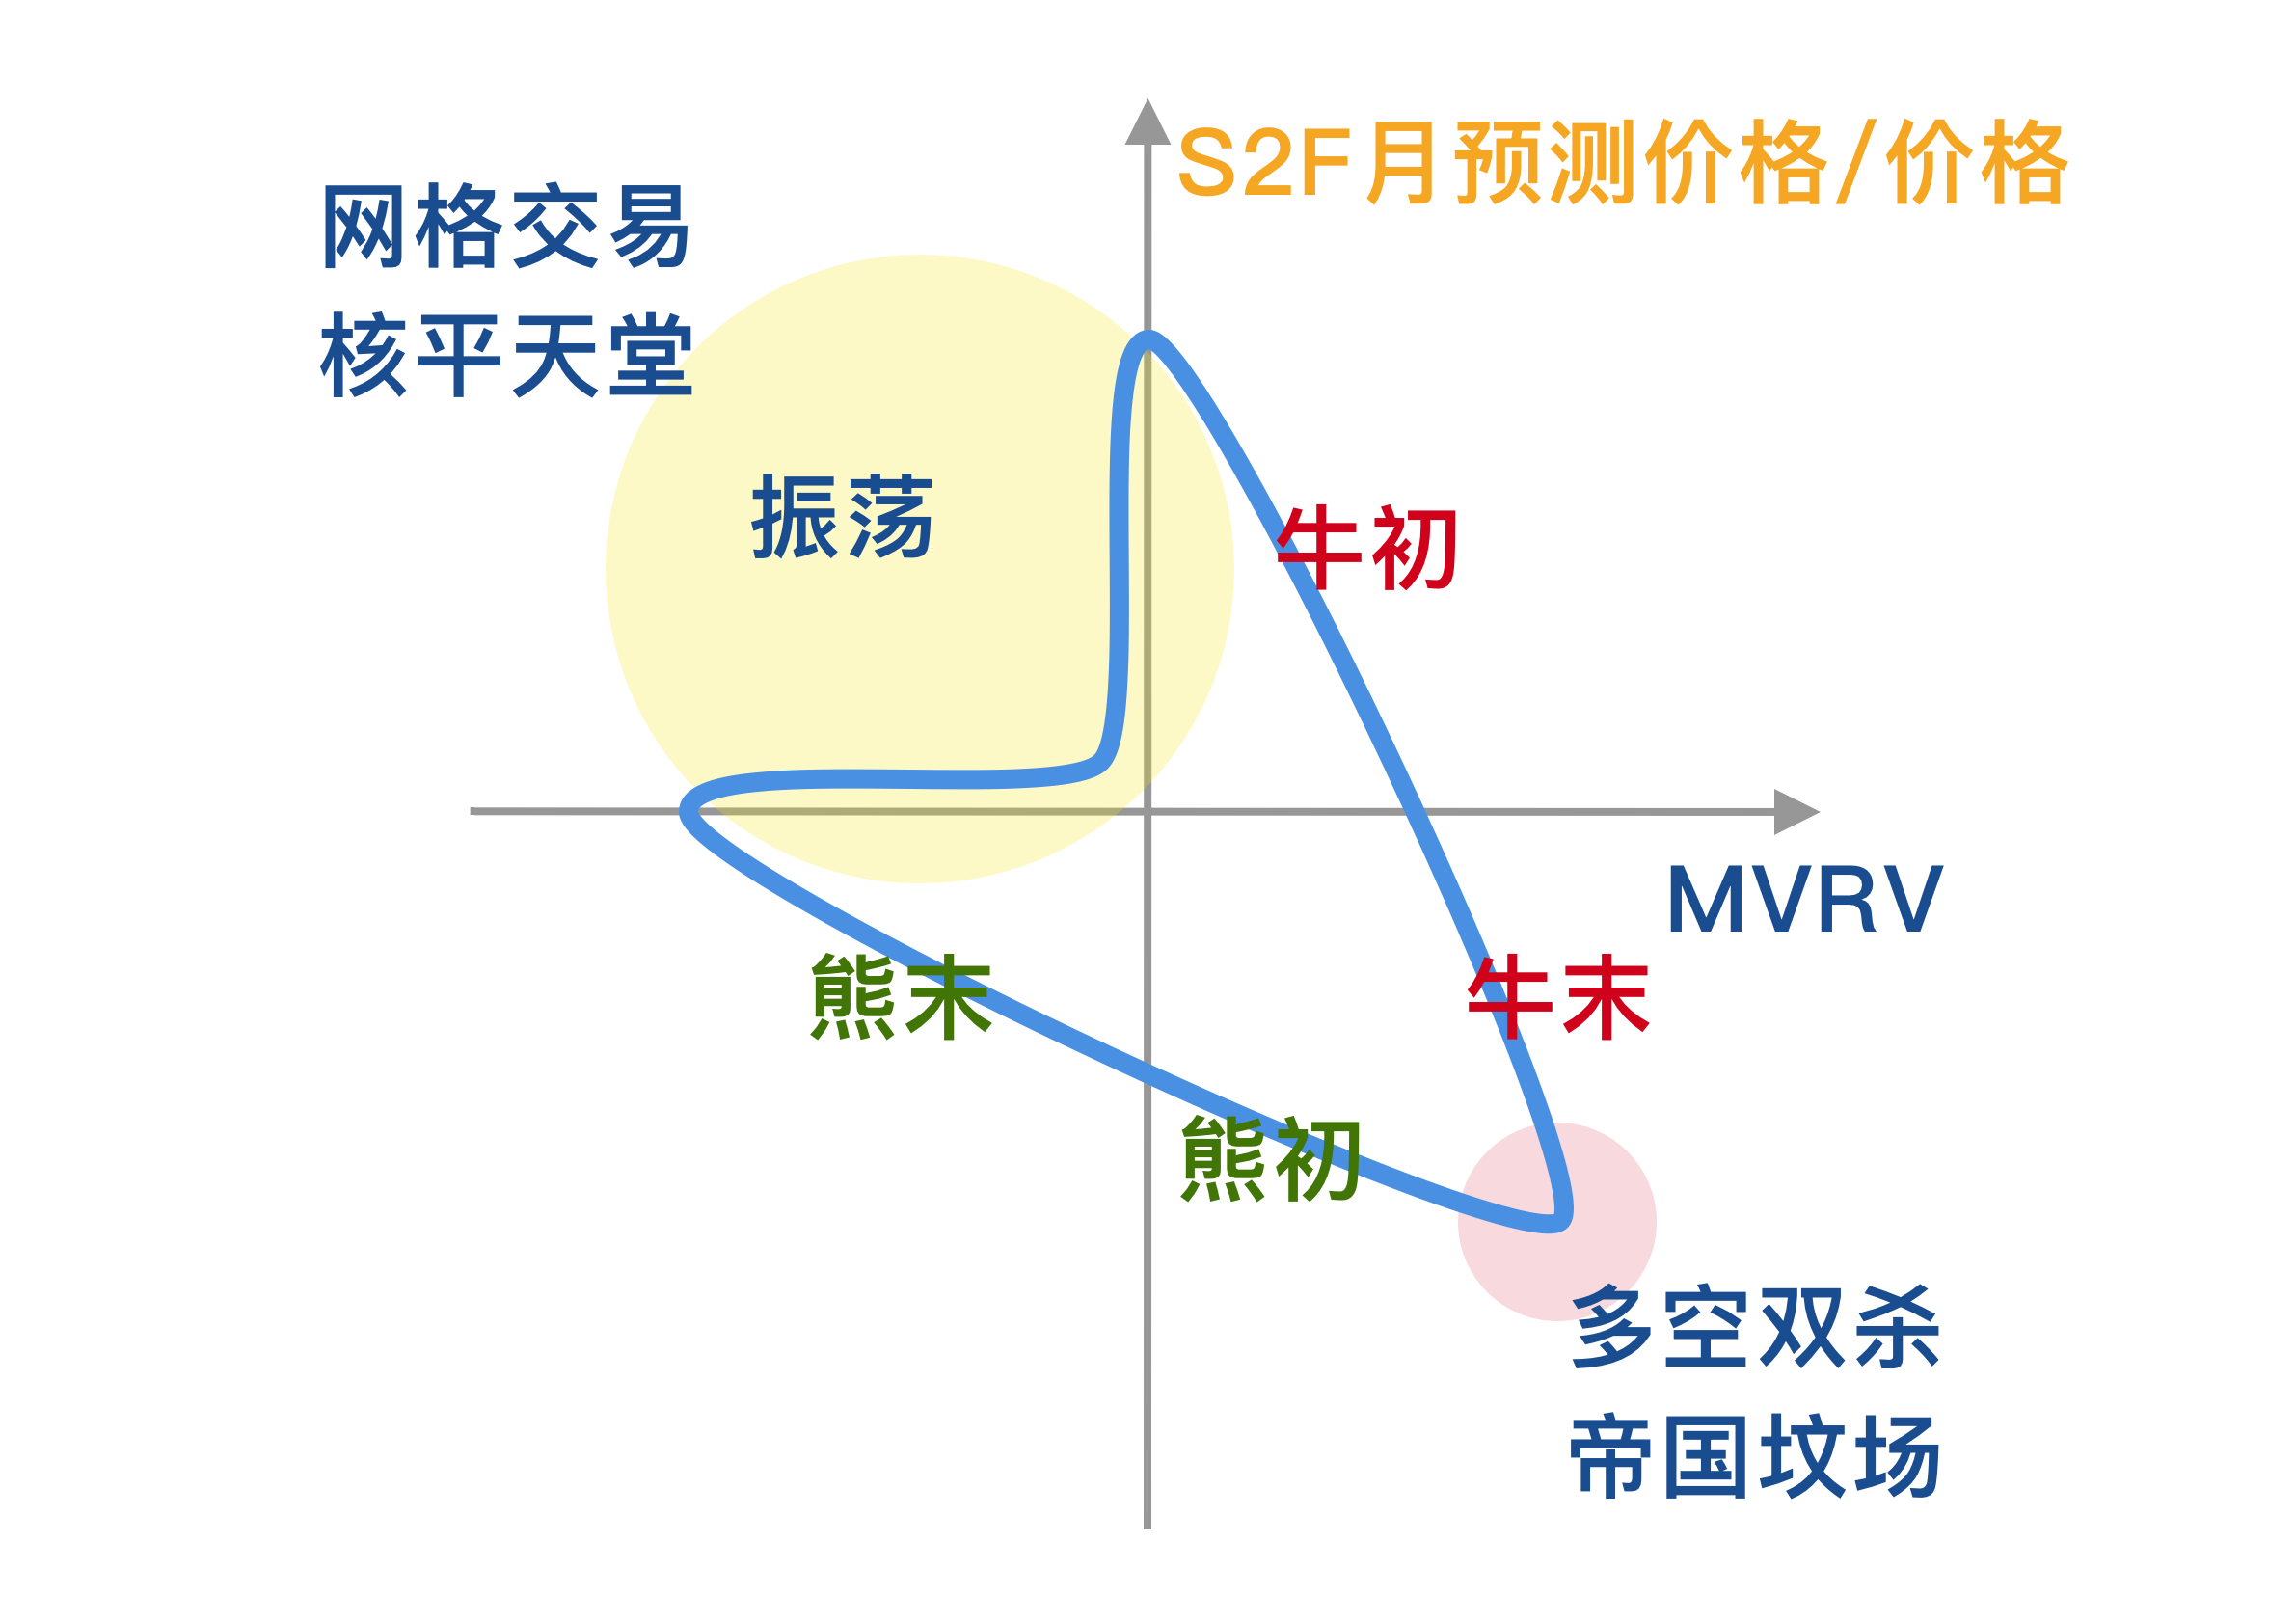 S2F月预测价格/价格
网格交易
核平天堂
振荡
牛初
MVRV
熊末
牛末
熊初
多空双杀
帝国坟场